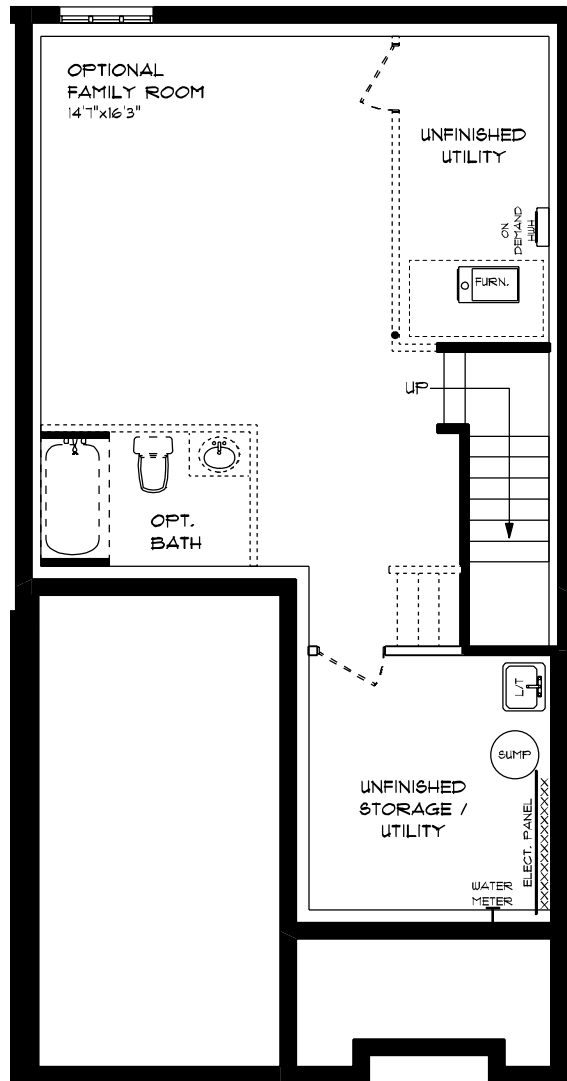 OPTIONAL
FAMILY ROOM
14'7"x16'3"
UNFINISHED
UTILITY
ON
DEMAND
HWH
FURN.
UP
OPT.
BATH
L/T
SUMP
UNFINISHED
STORAGE /
UTILITY
ELECT. PANEL
WATER
METER